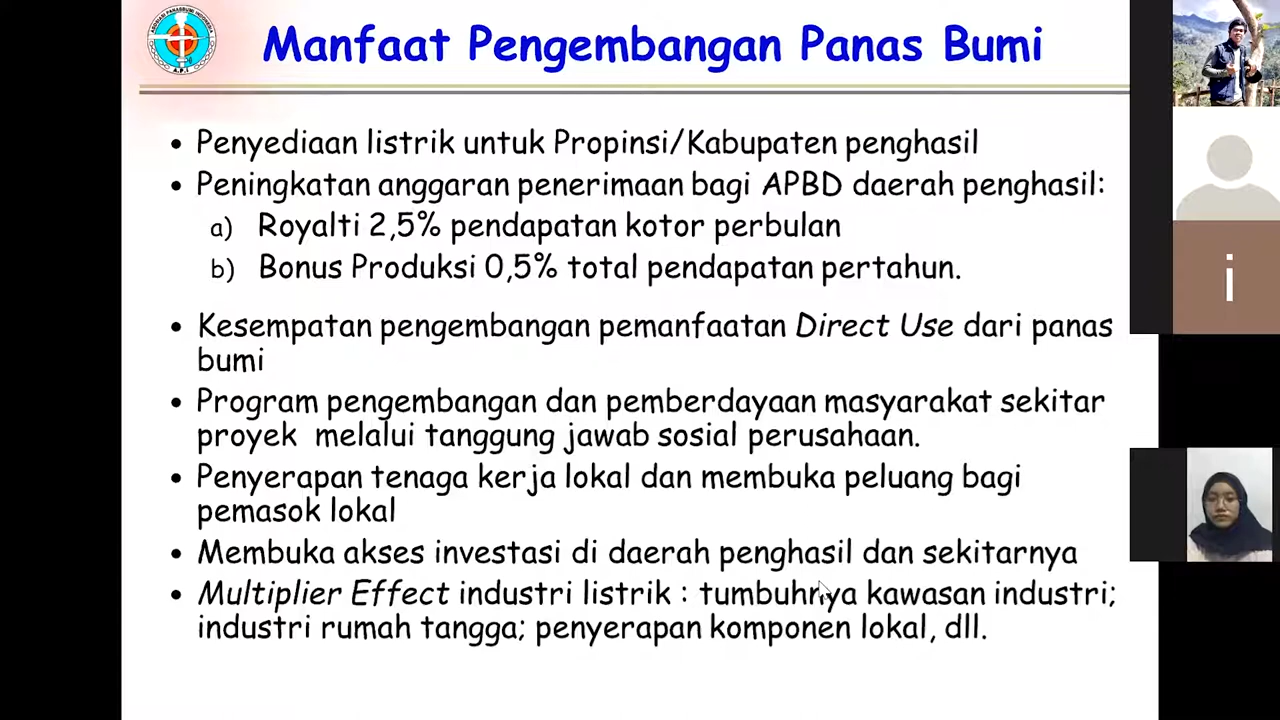 Manfaat Pengembangan Panas Bumi
ASOSIASI PANASBUMI INDONESIA
A.P.I
• Penyediaan listrik untuk Propinsi/Kabupaten penghasil
• Peningkatan anggaran penerimaan bagi APBD daerah penghasil:
a) Royalti 2,5% pendapatan kotor perbulan
b) Bonus Produksi 0,5% total pendapatan pertahun.
• Kesempatan pengembangan pemanfaatan Direct Use dari panas
bumi
• Program pengembangan dan pemberdayaan masyarakat sekitar
proyek melalui tanggung jawab sosial perusahaan.
• Penyerapan tenaga kerja lokal dan membuka peluang bagi
pemasok lokal
• Membuka akses investasi di daerah penghasil dan sekitarnya
• Multiplier Effect industri listrik : tumbuhnya kawasan industri;
industri rumah tangga; penyerapan komponen lokal, dll.
i